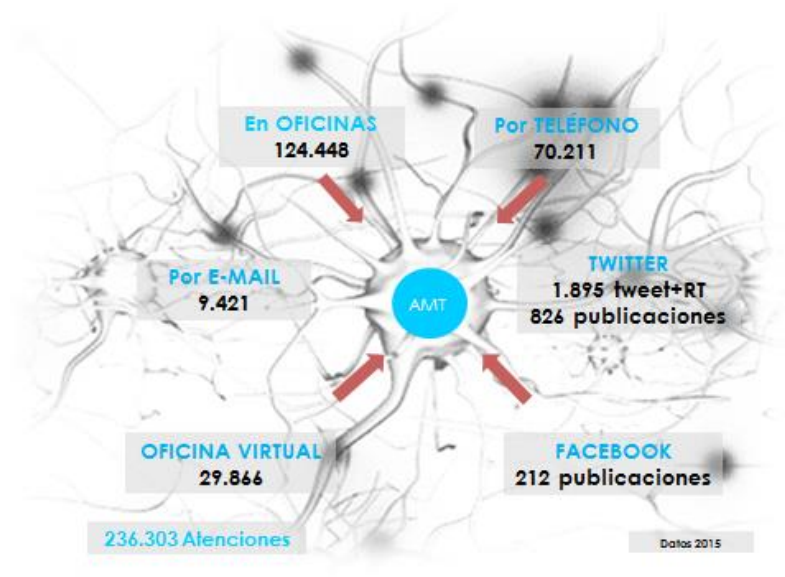 En OFICINAS
124.448
Por TELÉFONO
70.211
Por E-MAIL
9.421
AMT
TWITTER
1.895 tweet+RT
826 publicaciones
OFICINA VIRTUAL
29.866
FACEBOOK
212 publicaciones
236.303 Atenciones
Datos 2015